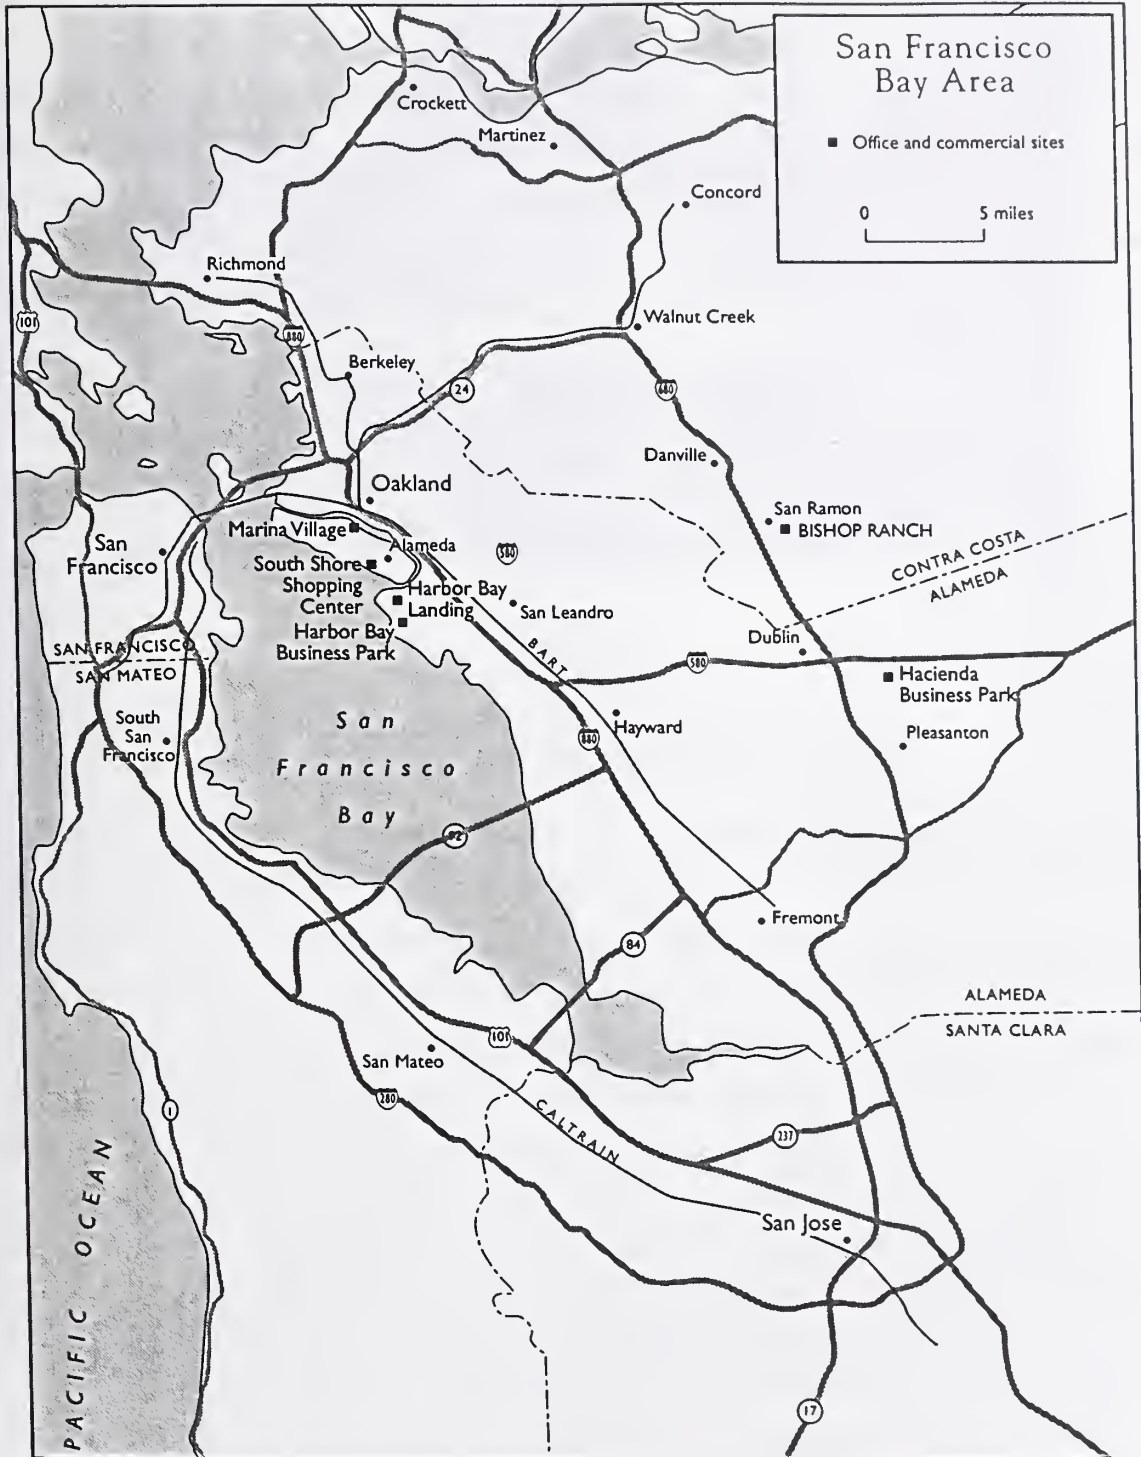 San Francisco
Bay Area
■ Office and commercial sites
0 5 miles
Crockett
Martinez
Concord
Richmond
101
880
Walnut Creek
Berkeley
24
680
Danville
Oakland
San Ramon
BISHOP RANCH
Marina Village
San
Francisco
Alameda
580
South Shore
Shopping
Center
Harbor Bay
Landing
San Leandro
CONTRA COSTA
ALAMEDA
Harbor Bay
Business Park
BART
Dublin
SAN FRANCISCO
SAN MATEO
580
Hacienda
Business Park
South
San
Francisco
San
Francisco
Bay
Hayward
880
Pleasanton
92
Fremont
84
ALAMEDA
SANTA CLARA
101
San Mateo
280
1
CALTRAIN
237
PACIFIC OCEAN
San Jose
17